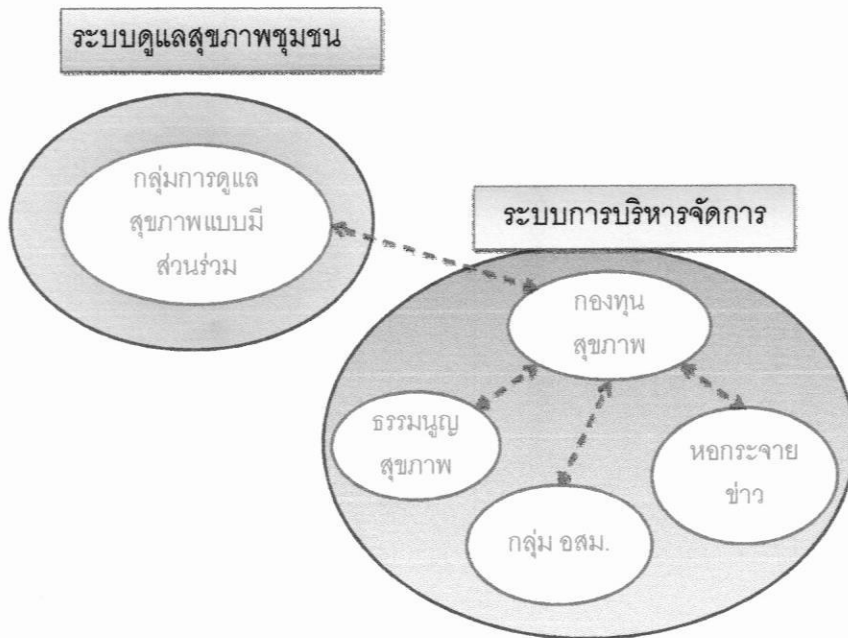 ระบบดูแลสุขภาพชุมชน
กลุ่มการดูแล
สุขภาพแบบมี
ส่วนร่วม
ระบบการบริหารจัดการ
กองทุน
สุขภาพ
ธรรมนูญ
สุขภาพ
หอกระจาย
ข่าว
กลุ่ม อสม.